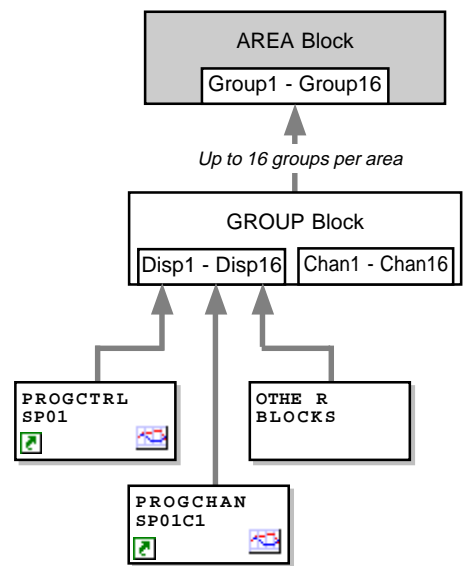 AREA Block
Group1 - Group16
Up to 16 groups per area
GROUP Block
Disp1 - Disp16
Chan1 - Chan16
PROGCTRL
SP01
OTHE R
BLOCKS
PROGCHAN
SP01C1